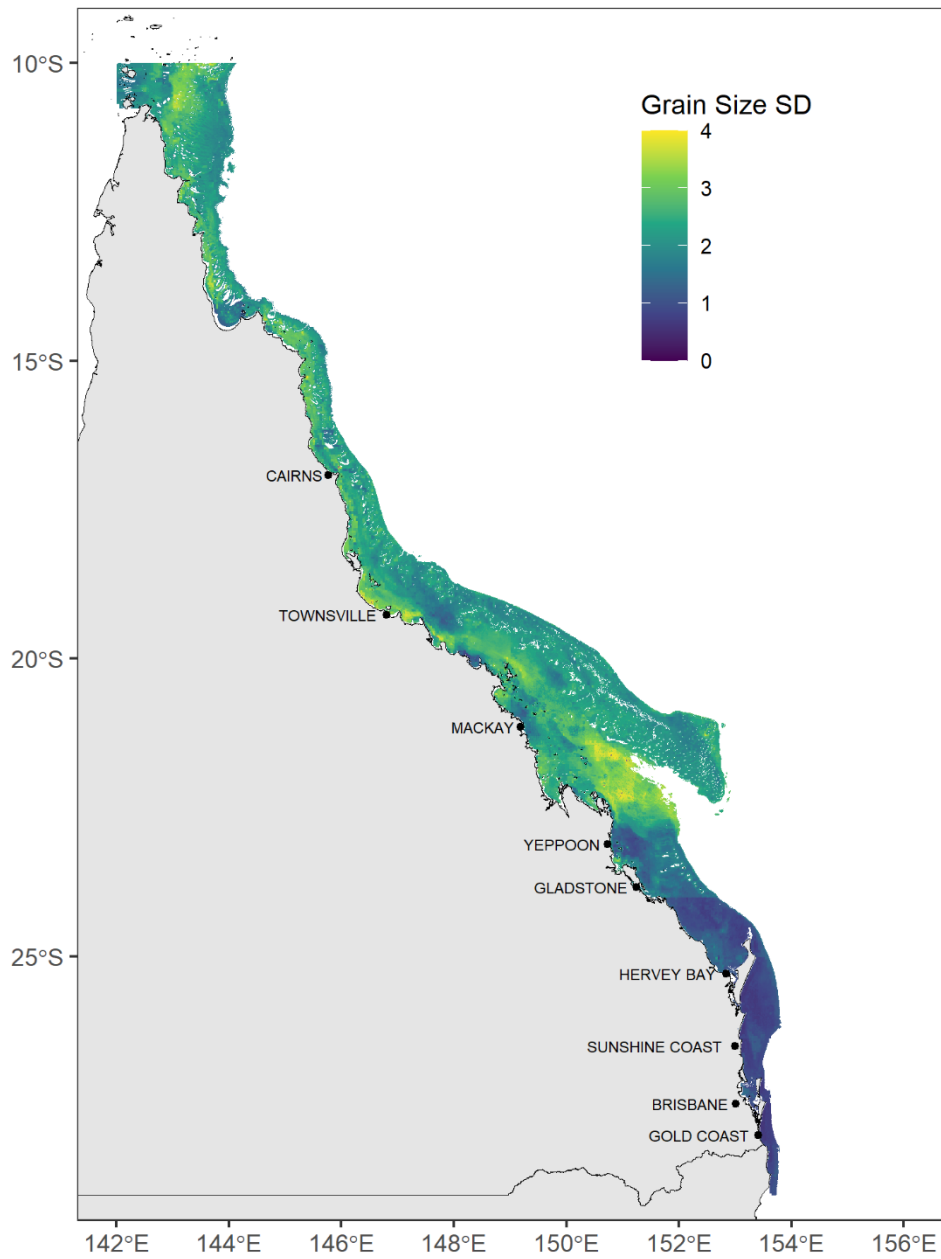 Grain Size SD
4
3
2
1
0
10°S
15°S
20°S
25°S
CAIRNS
TOWNSVILLE
MACKAY
YEPPOON
GLADSTONE
HERVEY BAY
SUNSHINE COAST
BRISBANE
GOLD COAST
142°E 144°E 146°E 148°E 150°E 152°E 154°E 156°E